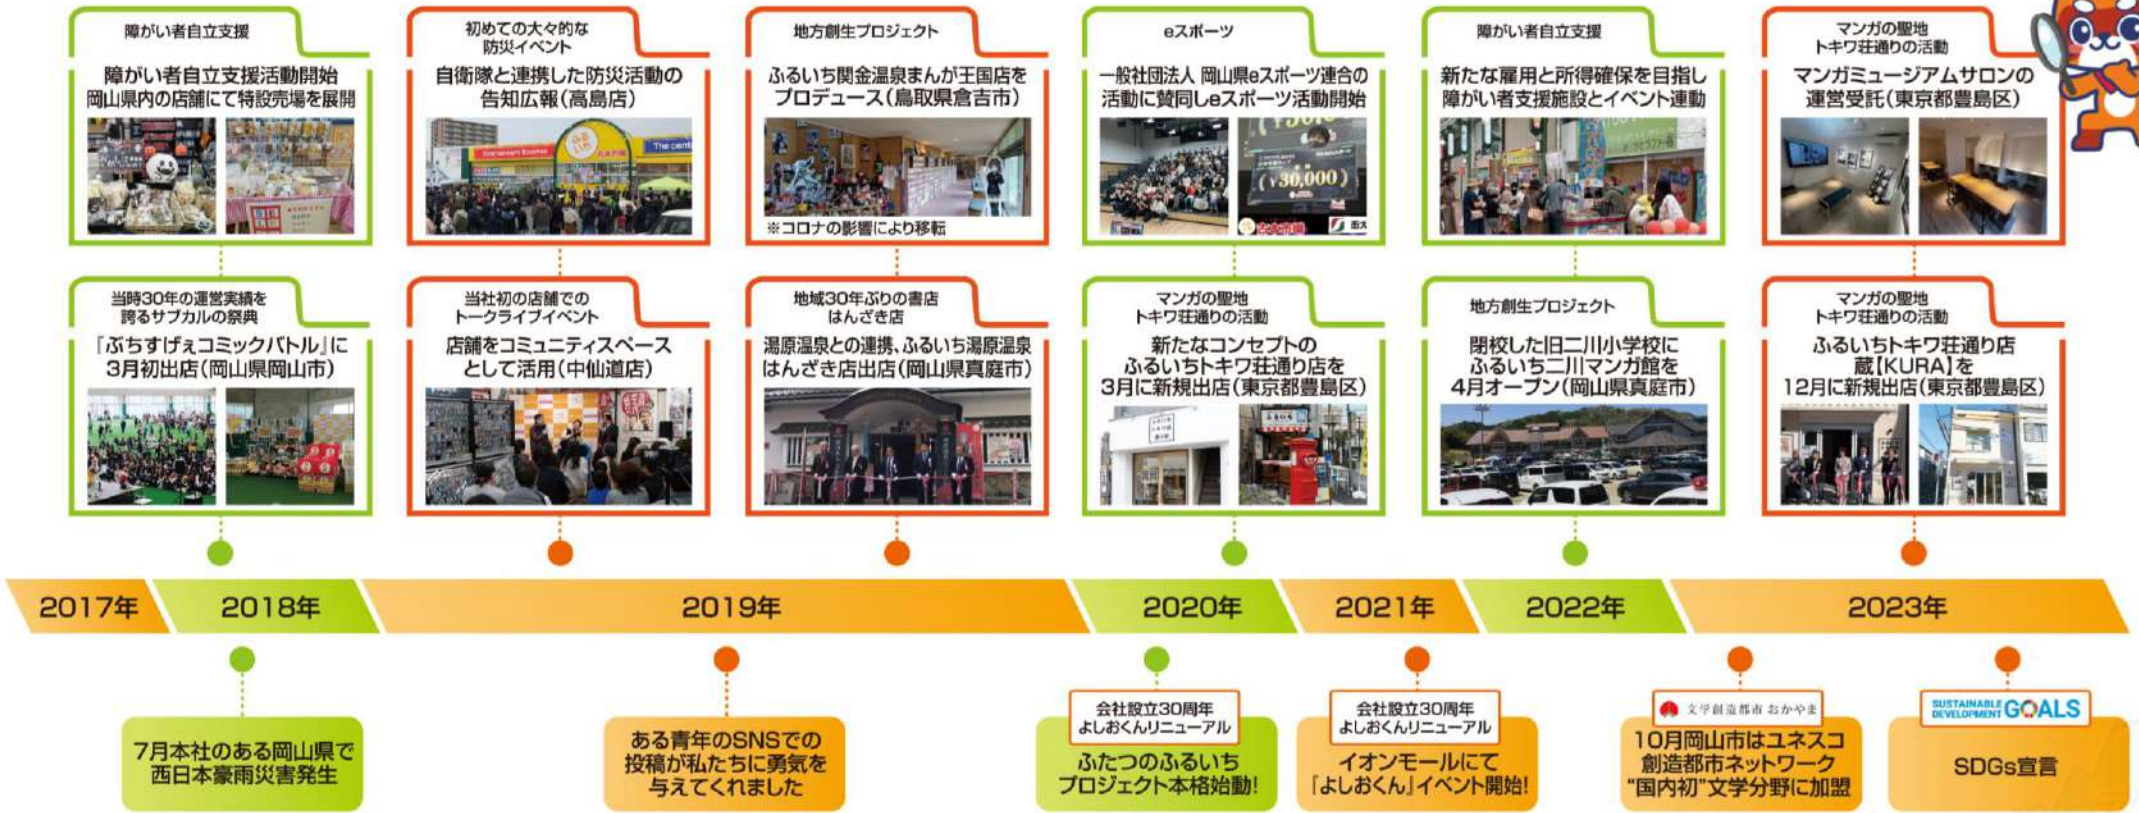 障がい者自立支援
障がい者自立支援活動開始
岡山県内の店舗にて特設売場を展開
初めての大々的な
防災イベント
自衛隊と連携した防災活動の
告知広報(高島店)
地方創生プロジェクト
ふるいち関金温泉まんが王国店を
プロデュース(鳥取県倉吉市)
※コロナの影響により移転
eスポーツ
一般社団法人 岡山県eスポーツ連合の
活動に賛同しeスポーツ活動開始
(¥30,000)
障がい者自立支援
新たな雇用と所得確保を目指し
障がい者支援施設とイベント連動
マンガの聖地
トキワ荘通りの活動
マンガミュージアムサロンの
運営受託(東京都豊島区)
当時30年の運営実績を
誇るサブカルの祭典
『ぶちすげぇコミックバトル』に
3月初出店(岡山県岡山市)
当社初の店舗での
トークライブイベント
店舗をコミュニティスペース
として活用(中仙道店)
地域30年ぶりの書店
はんざき店
湯原温泉との連携、ふるいち湯原温泉
はんざき店出店(岡山県真庭市)
マンガの聖地
トキワ荘通りの活動
新たなコンセプトの
ふるいちトキワ荘通り店を
3月に新規出店(東京都豊島区)
地方創生プロジェクト
閉校した旧二川小学校に
ふるいち二川マンガ館を
4月オープン(岡山県真庭市)
マンガの聖地
トキワ荘通りの活動
ふるいちトキワ荘通り店
蔵【KURA】を
12月に新規出店(東京都豊島区)
2017年
2018年
2019年
2020年
2021年
2022年
2023年
7月本社のある岡山県で
西日本豪雨災害発生
ある青年のSNSでの
投稿が私たちに勇気を
与えてくれました
会社設立30周年
よしおくんリニューアル
ふたつのふるいち
プロジェクト本格始動!
会社設立30周年
よしおくんリニューアル
イオンモールにて
『よしおくん』イベント開始!
文学創造都市 おかやま
10月岡山市はユネスコ
創造都市ネットワーク
“国内初”文学分野に加盟
SUSTAINABLE
DEVELOPMENT GOALS
SDGs宣言